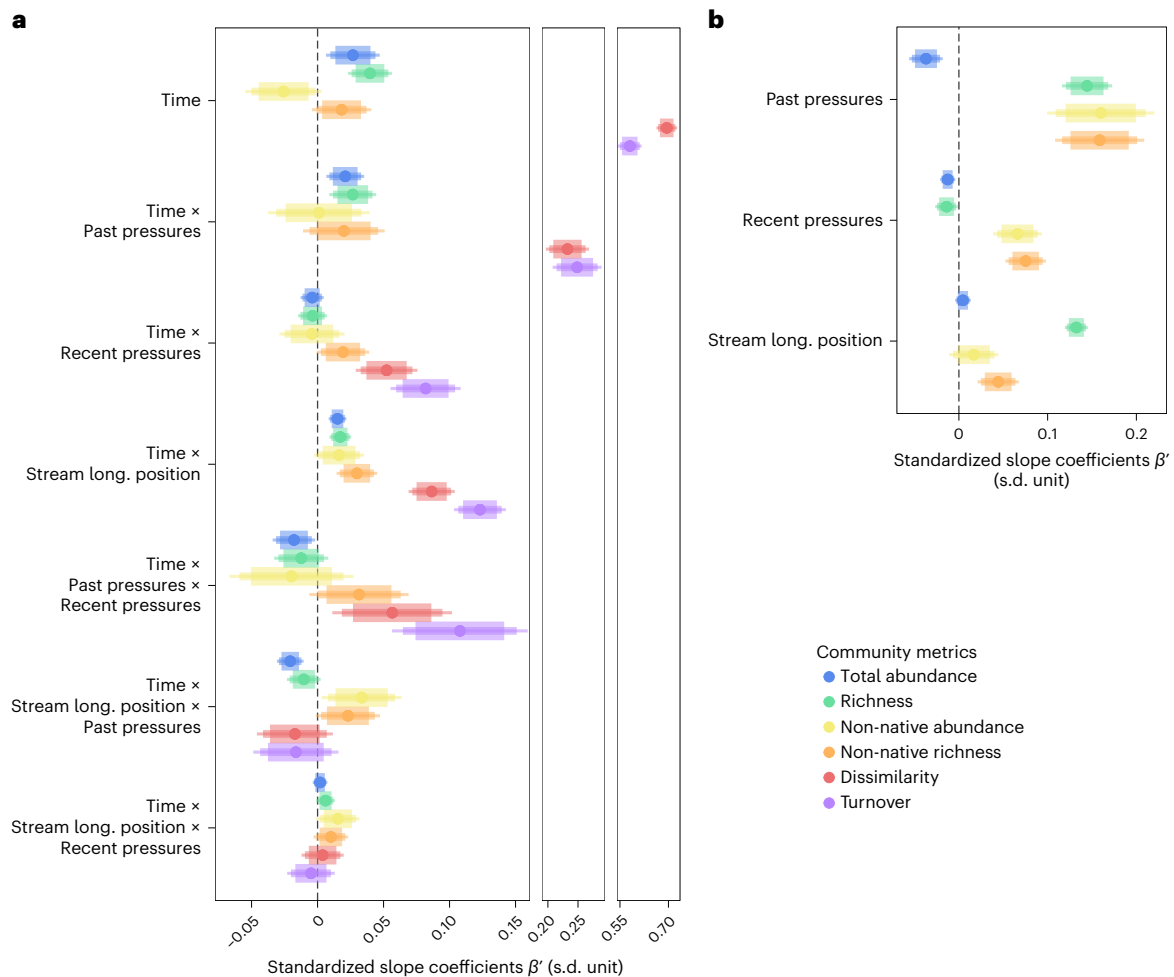 a
Time
Time ×
Past pressures
Time ×
Recent pressures
Time ×
Stream long. position
Time ×
Past pressures ×
Recent pressures
Time ×
Stream long. position ×
Past pressures
Time ×
Stream long. position ×
Recent pressures
−0.05
0
0.05
0.10
0.15
0.20
0.25
0.55
0.70
Standardized slope coefficients β′ (s.d. unit)
b
Past pressures
Recent pressures
Stream long. position
0
0.1
0.2
Standardized slope coefficients β′
(s.d. unit)
Community metrics
Total abundance
Richness
Non-native abundance
Non-native richness
Dissimilarity
Turnover